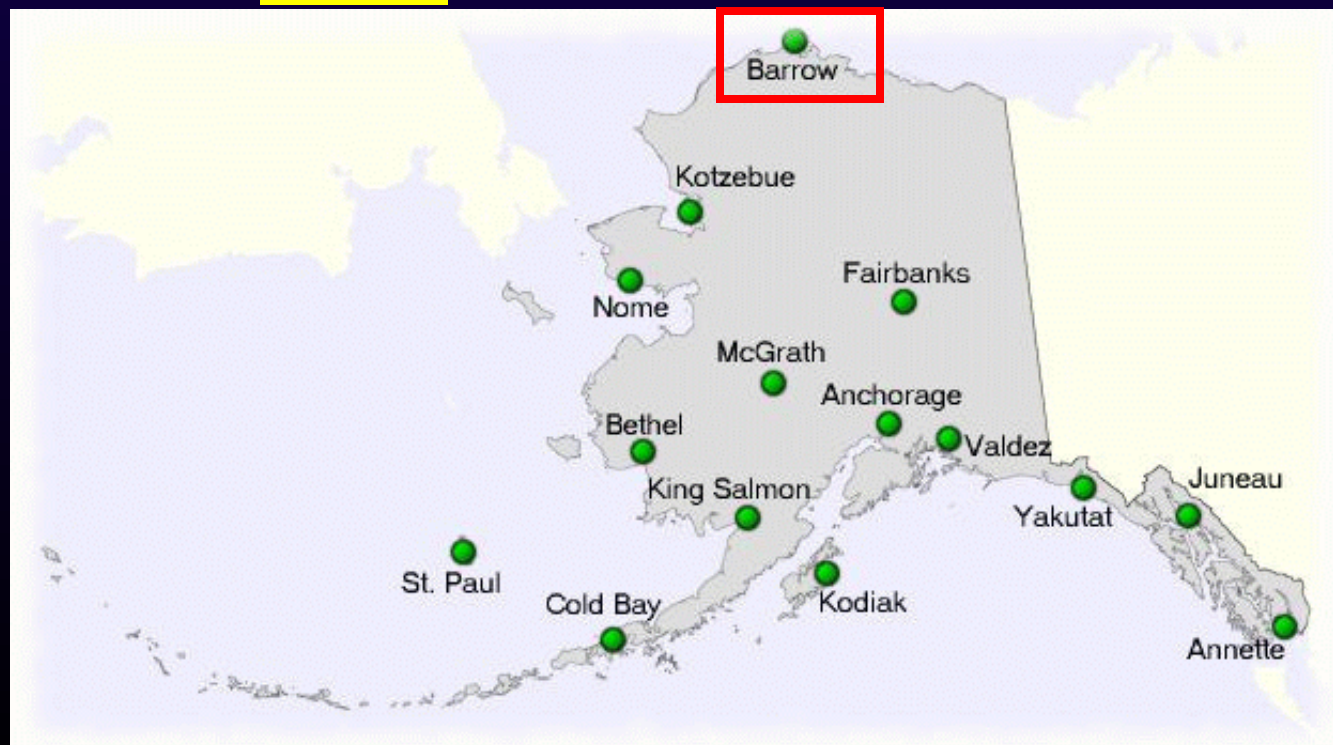 Barrow
Kotzebue
Fairbanks
Nome
McGrath
Anchorage
Bethel
Valdez
Juneau
King Salmon
Yakutat
St. Paul
Cold Bay
Kodiak
Annette